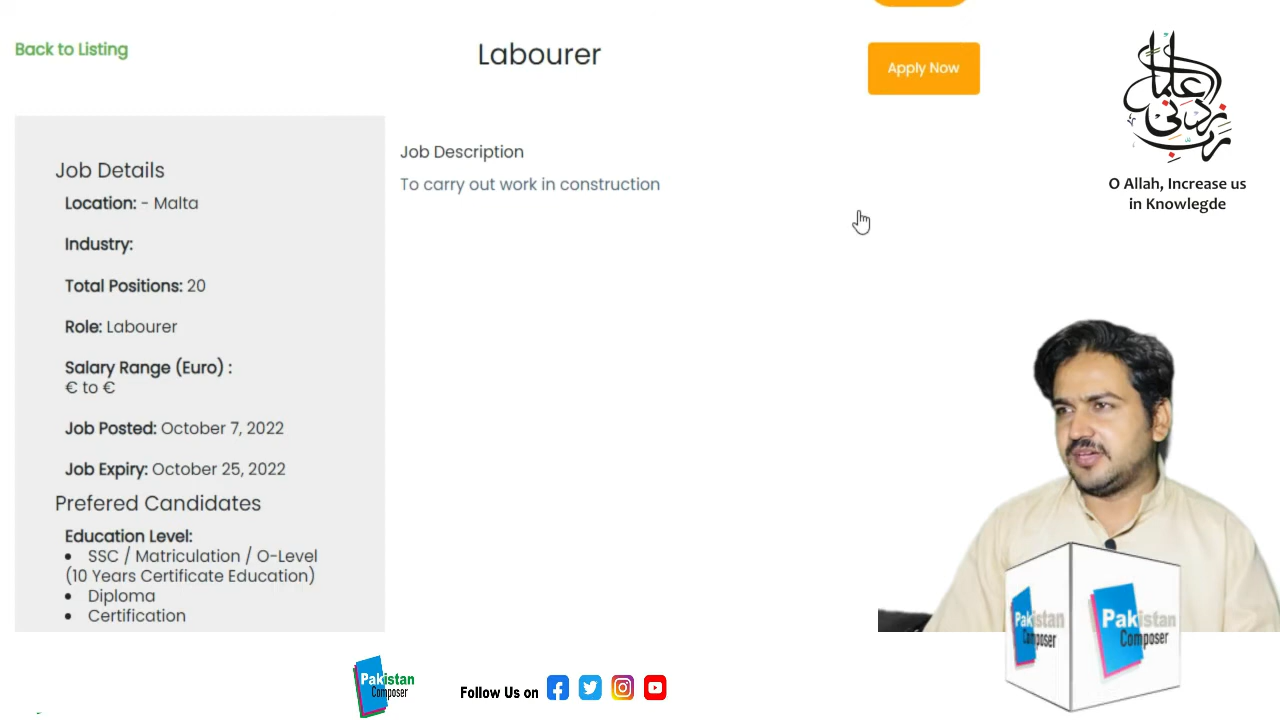 Back to Listing
Labourer
Apply Now
رب زدنی علما
O Allah, Increase us
in Knowlegde
Job Details
Location: - Malta
Industry:
Total Positions: 20
Role: Labourer
Salary Range (Euro) :
€ to €
Job Posted: October 7, 2022
Job Expiry: October 25, 2022
Prefered Candidates
Education Level:
• SSC / Matriculation / O-Level
(10 Years Certificate Education)
• Diploma
• Certification
Job Description
To carry out work in construction
Pakistan
Composer
Pakistan
Composer
Pakistan
Composer
Follow Us on